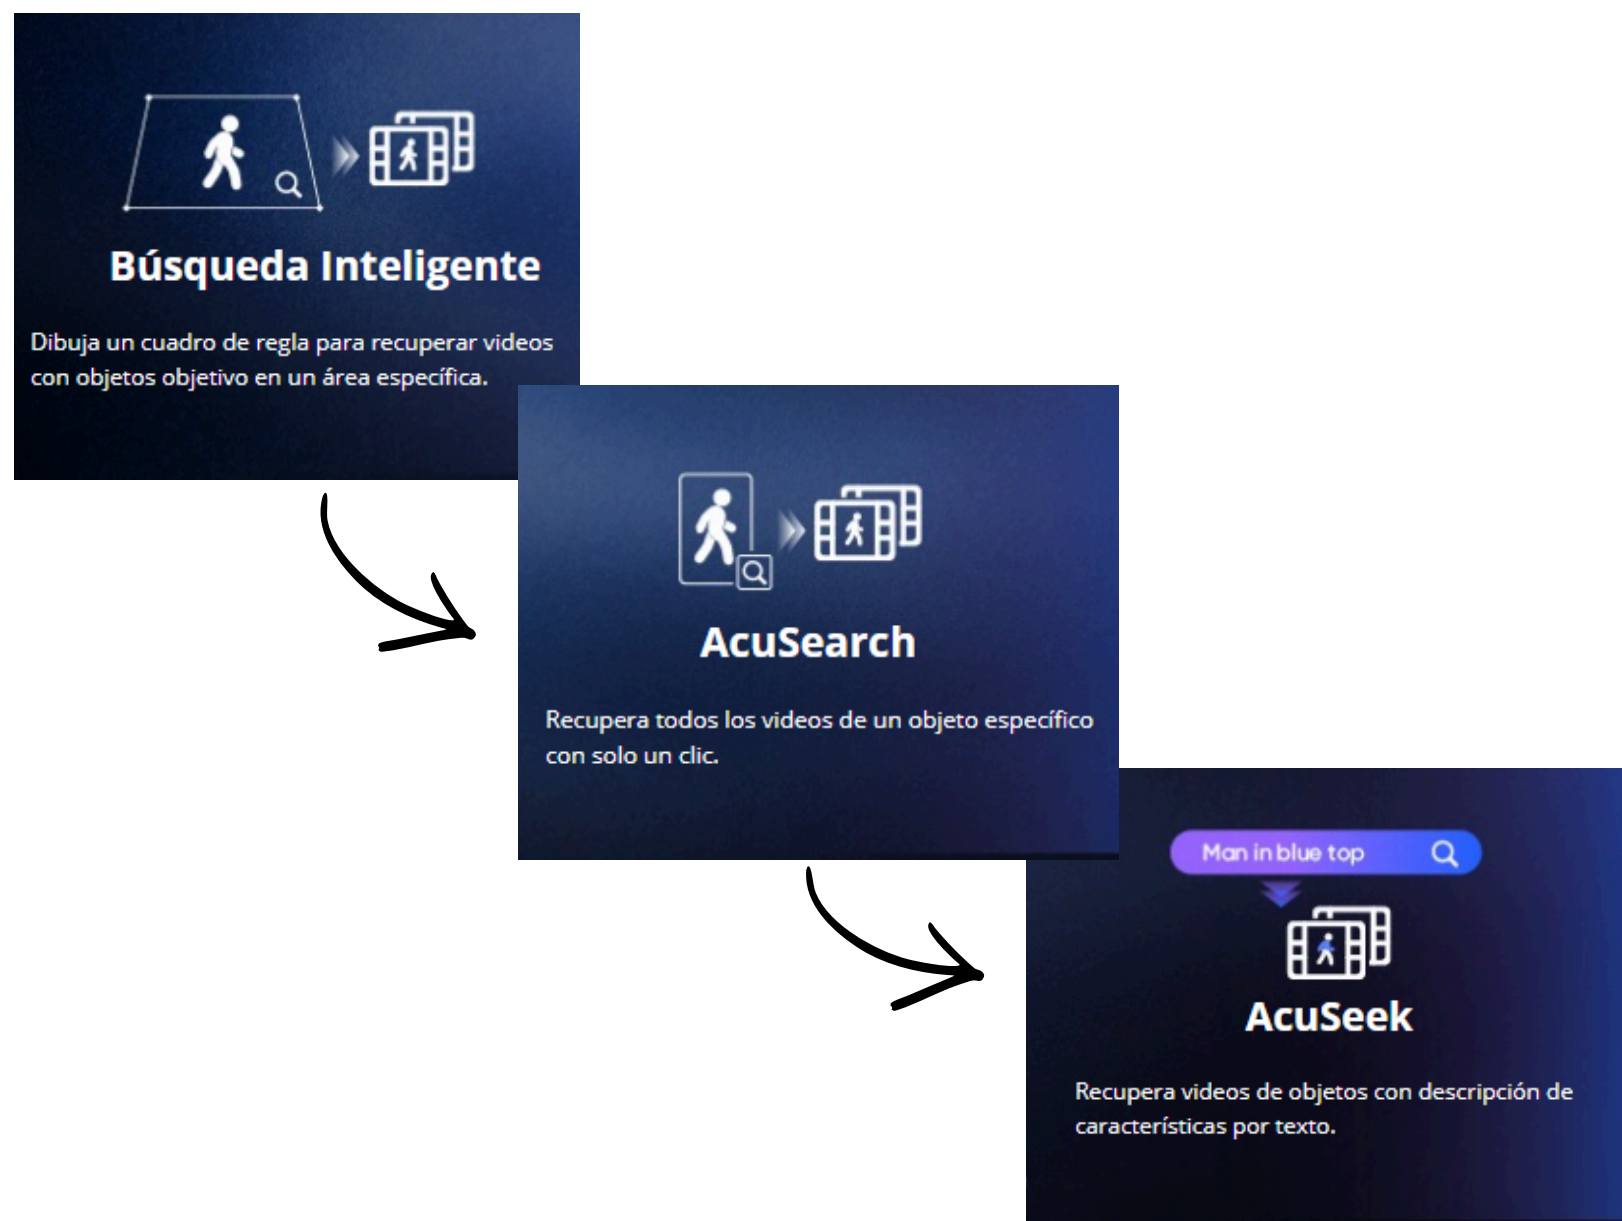 Búsqueda Inteligente
Dibuja un cuadro de regla para recuperar videos
con objetos objetivo en un área específica.
AcuSearch
Recupera todos los videos de un objeto específico
con solo un clic.
Man in blue top
AcuSeek
Recupera videos de objetos con descripción de
características por texto.